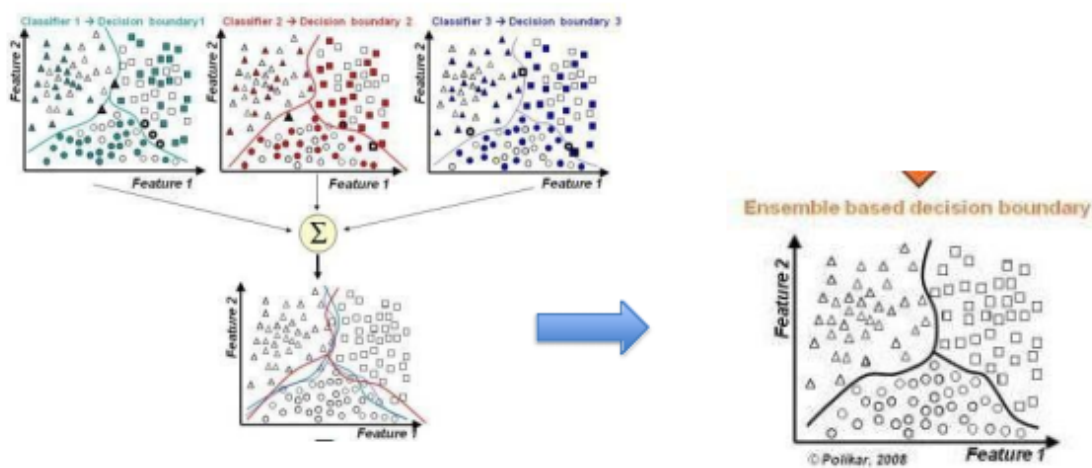 Classifier 1 → Decision boundary1
Classifier 2 → Decision boundary 2
Classifier 3 → Decision boundary 3
Feature 2
Feature 1
Feature 2
Feature 1
Feature 2
Feature 1
Σ
Feature 2
Feature 1
Ensemble based decision boundary
Feature 2
Feature 1
©Polikar, 2008